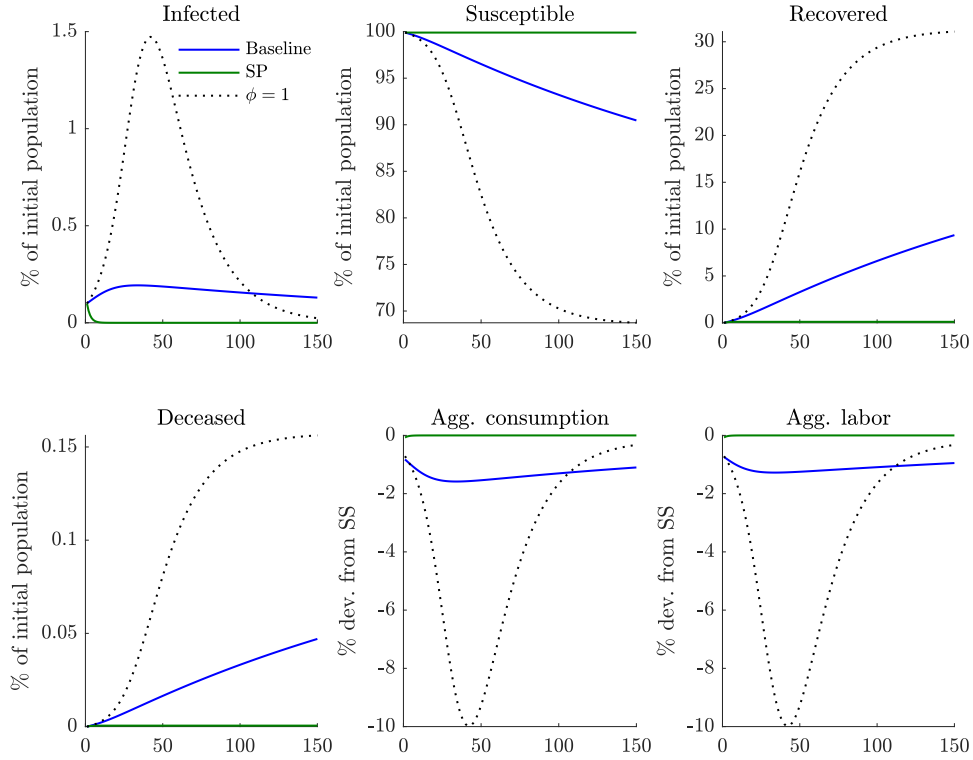 Infected
% of initial population
1.5
1
0.5
0
0 50 100 150
Baseline
SP
ϕ = 1
Susceptible
% of initial population
100
95
90
85
80
75
70
0 50 100 150
Recovered
% of initial population
30
25
20
15
10
5
0
0 50 100 150
Deceased
% of initial population
0.15
0.1
0.05
0
0 50 100 150
Agg. consumption
% dev. from SS
0
-2
-4
-6
-8
-10
0 50 100 150
Agg. labor
% dev. from SS
0
-2
-4
-6
-8
-10
0 50 100 150